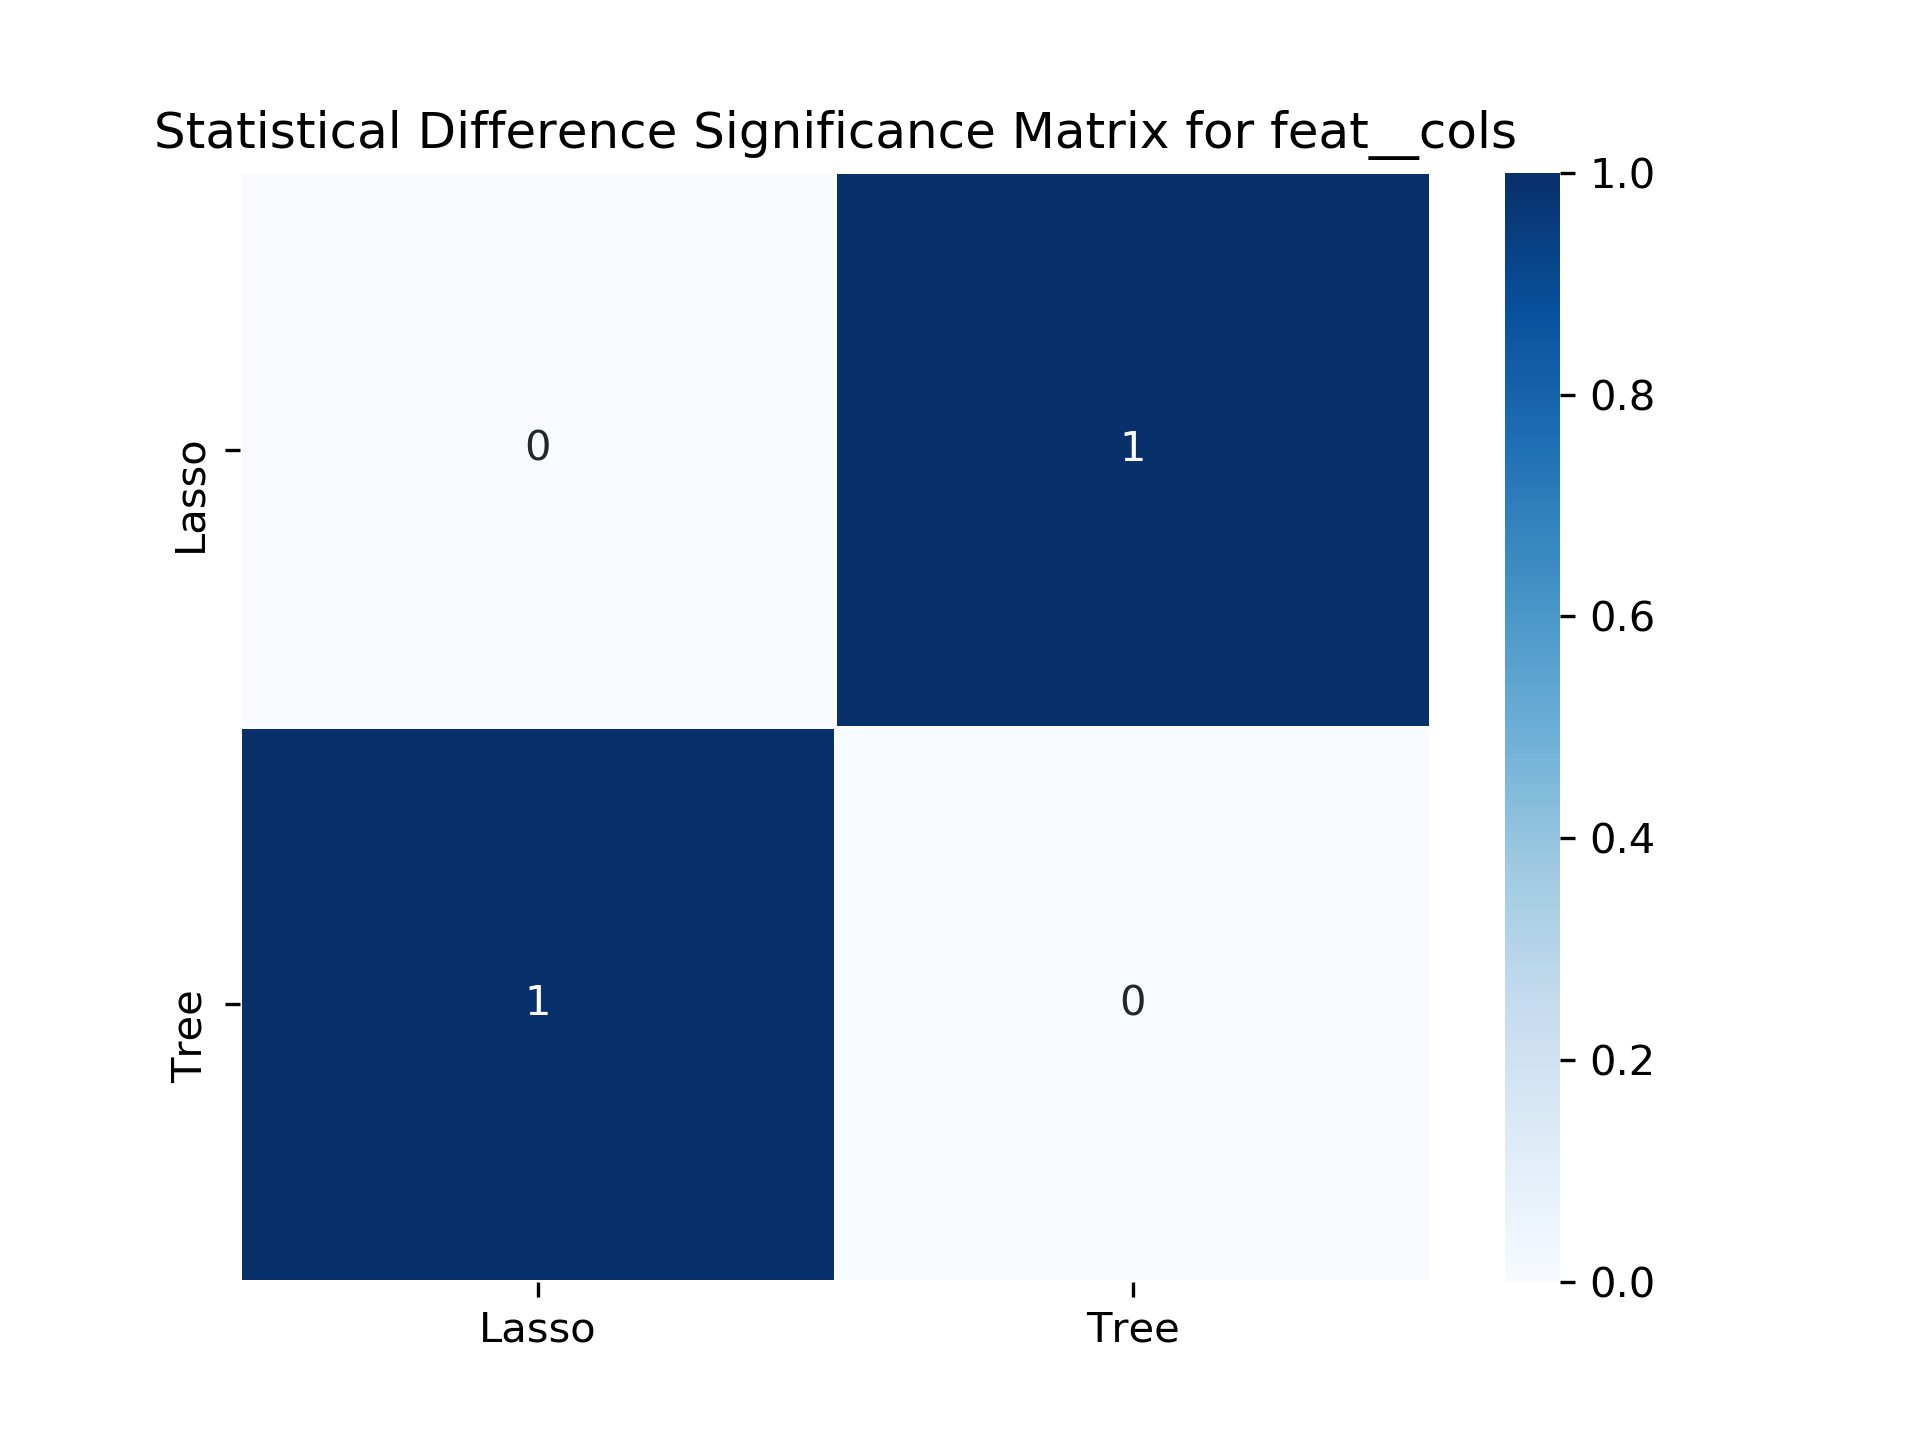 Statistical Difference Significance Matrix for feat__cols
1.0
0.8
0.6
0.4
0.2
0.0
Lasso
0
1
Tree
1
0
Lasso
Tree